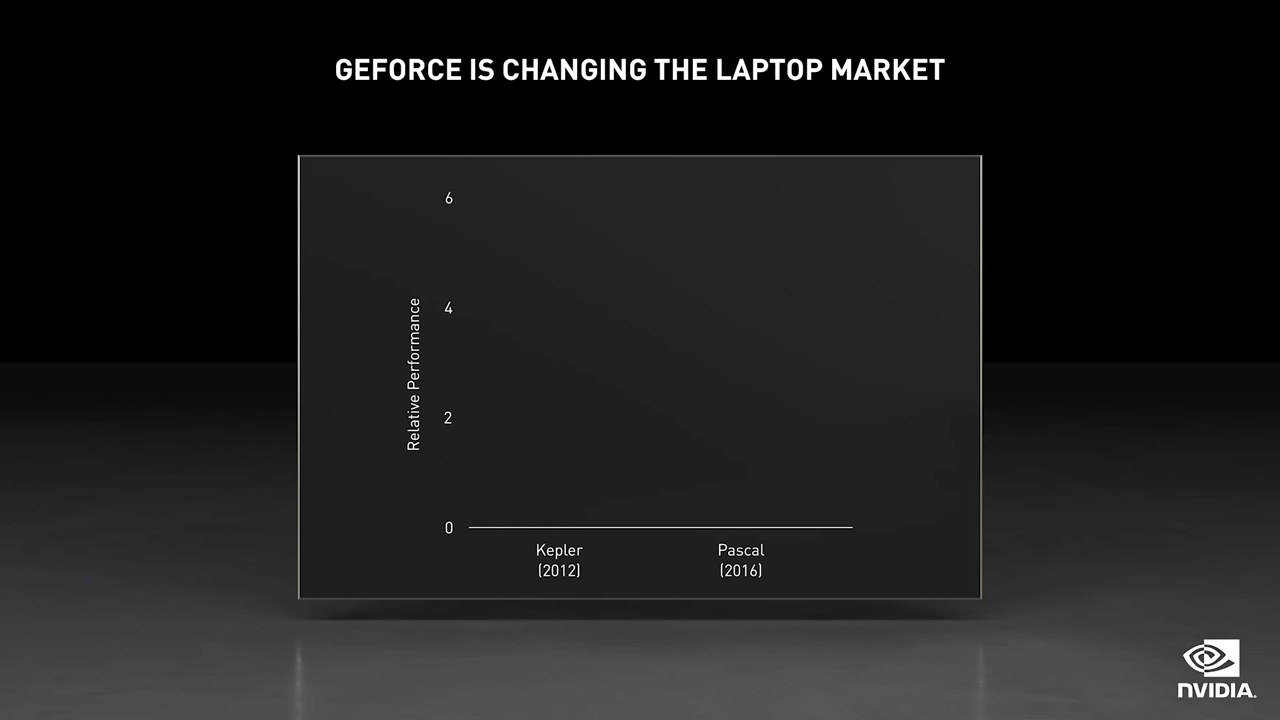 GEFORCE IS CHANGING THE LAPTOP MARKET
6
4
2
0
Relative Performance
Kepler
(2012)
Pascal
(2016)
NVIDIA.